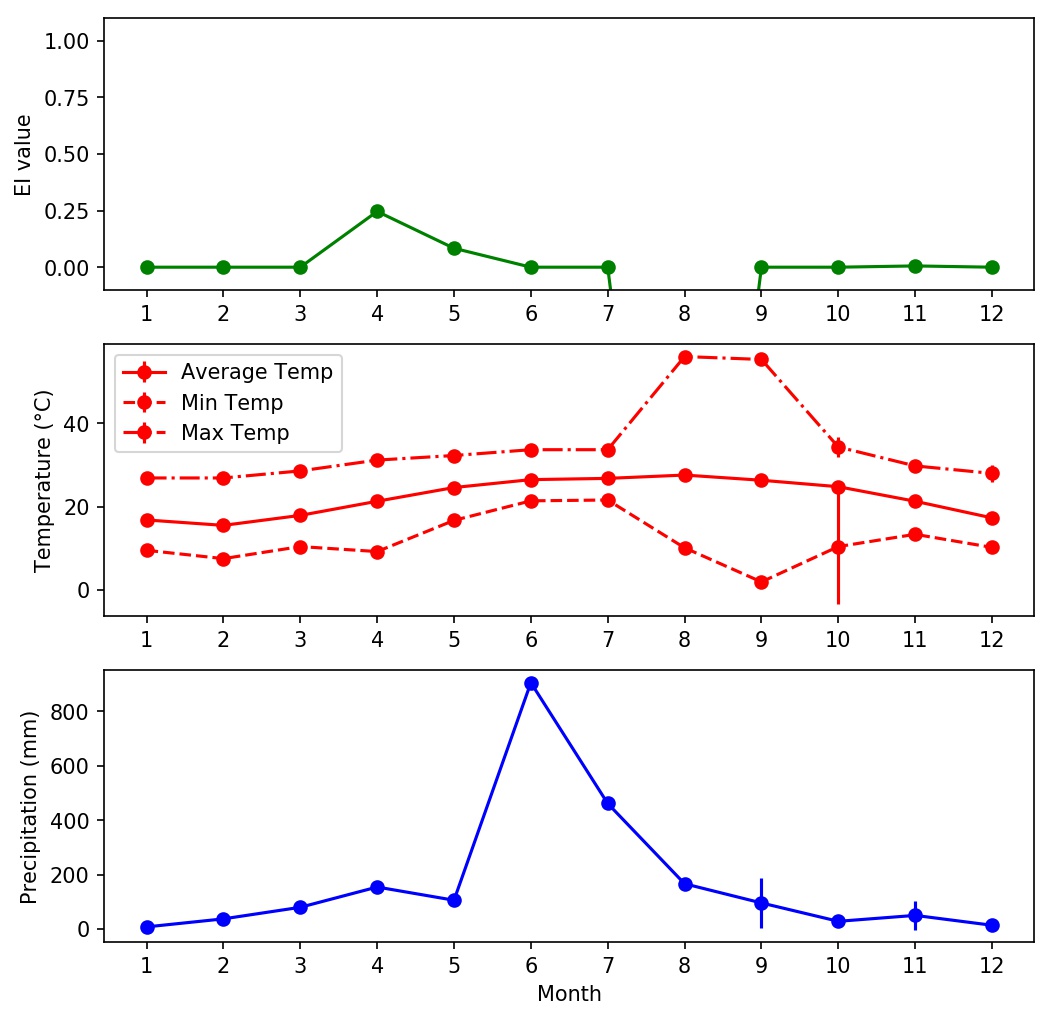 1.00
0.75
0.50
0.25
0.00
EI value
1 2 3 4 5 6 7 8 9 10 11 12
Average Temp
Min Temp
Max Temp
40
20
0
Temperature (°C)
1 2 3 4 5 6 7 8 9 10 11 12
800
600
400
200
0
Precipitation (mm)
1 2 3 4 5 6 7 8 9 10 11 12
Month